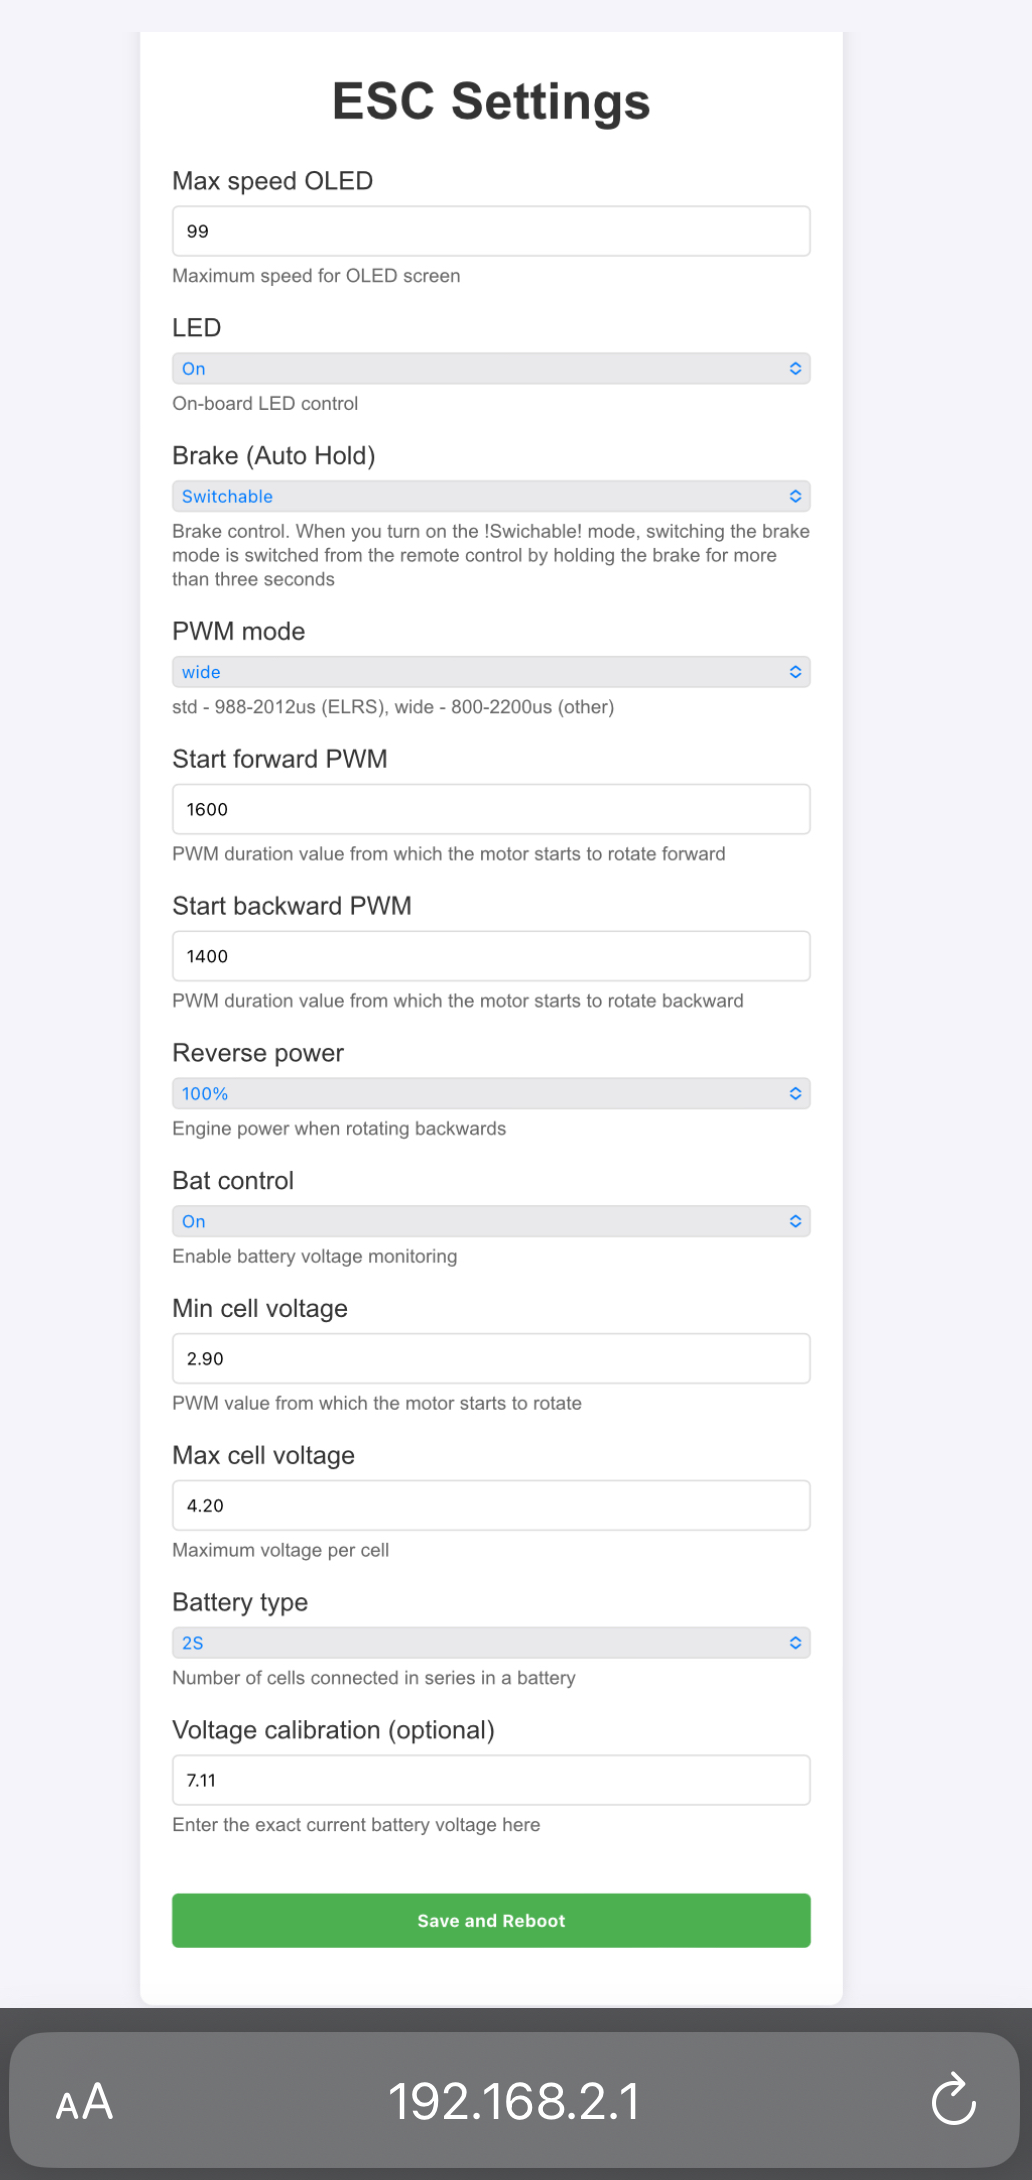 ESC Settings
Max speed OLED
99
Maximum speed for OLED screen
LED
On
On-board LED control
Brake (Auto Hold)
Switchable
Brake control. When you turn on the !Swichable! mode, switching the brake
mode is switched from the remote control by holding the brake for more
than three seconds
PWM mode
wide
std - 988-2012us (ELRS), wide - 800-2200us (other)
Start forward PWM
1600
PWM duration value from which the motor starts to rotate forward
Start backward PWM
1400
PWM duration value from which the motor starts to rotate backward
Reverse power
100%
Engine power when rotating backwards
Bat control
On
Enable battery voltage monitoring
Min cell voltage
2.90
PWM value from which the motor starts to rotate
Max cell voltage
4.20
Maximum voltage per cell
Battery type
2S
Number of cells connected in series in a battery
Voltage calibration (optional)
7.11
Enter the exact current battery voltage here
Save and Reboot
AA 192.168.2.1